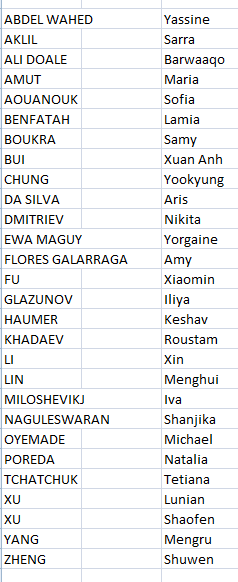 ABDEL WAHED Yassine
AKLIL Sarra
ALI DOALE Barwaaqo
AMUT Maria
AOUANOUK Sofia
BENFATAH Lamia
BOUKRA Samy
BUI Xuan Anh
CHUNG Yookyung
DA SILVA Aris
DMITRIEV Nikita
EWA MAGUY Yorgaine
FLORES GALARRAGA Amy
FU Xiaomin
GLAZUNOV Iliya
HAUMER Keshav
KHADAEV Roustam
LI Xin
LIN Menghui
MILOSHEVIKJ Iva
NAGULESWARAN Shanjika
OYEMADE Michael
POREDA Natalia
TCHATCHUK Tetiana
XU Lunian
XU Shaofen
YANG Mengru
ZHENG Shuwen